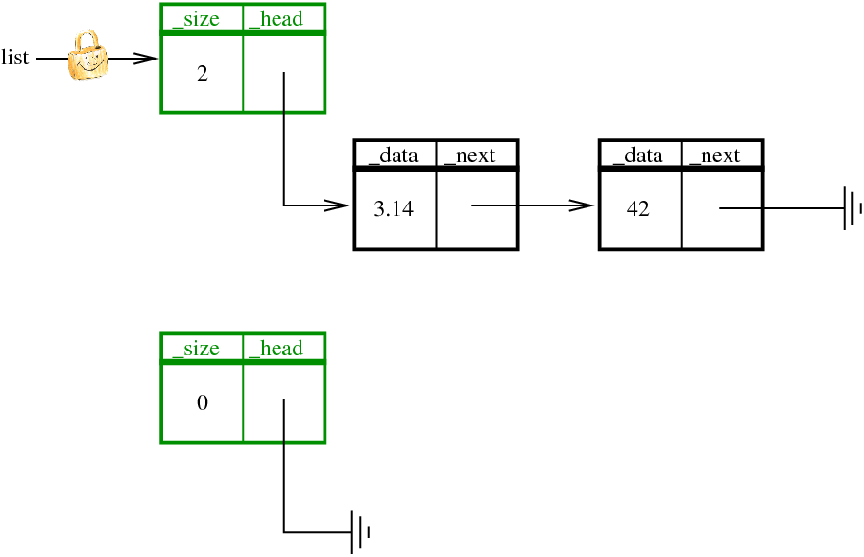 _size _head
list
2
_data _next
_data _next
3.14
42
_size _head
0